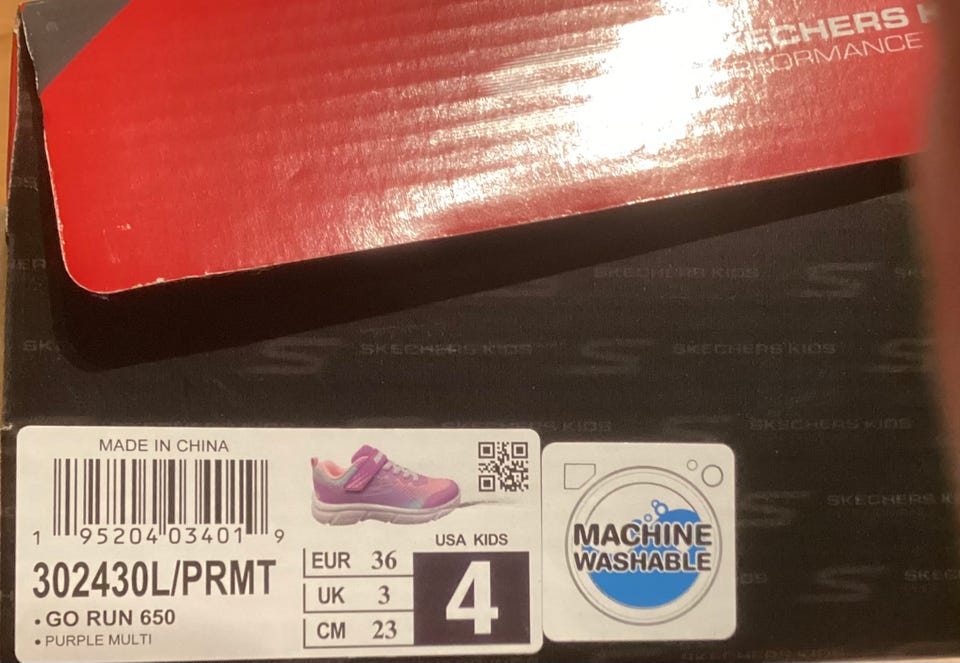 SKECHERS
PERFORMANCE
SKECHERS KIDS
SKECHERS KIDS
SKECHERS KIDS
SKECHERS KIDS
SKECHERS KIDS
SKECHERS
MADE IN CHINA
1 95204 03401 9
302430L/PRMT
• GO RUN 650
• PURPLE MULTI
EUR 36
UK 3
CM 23
USA KIDS
4
MACHINE
WASHABLE